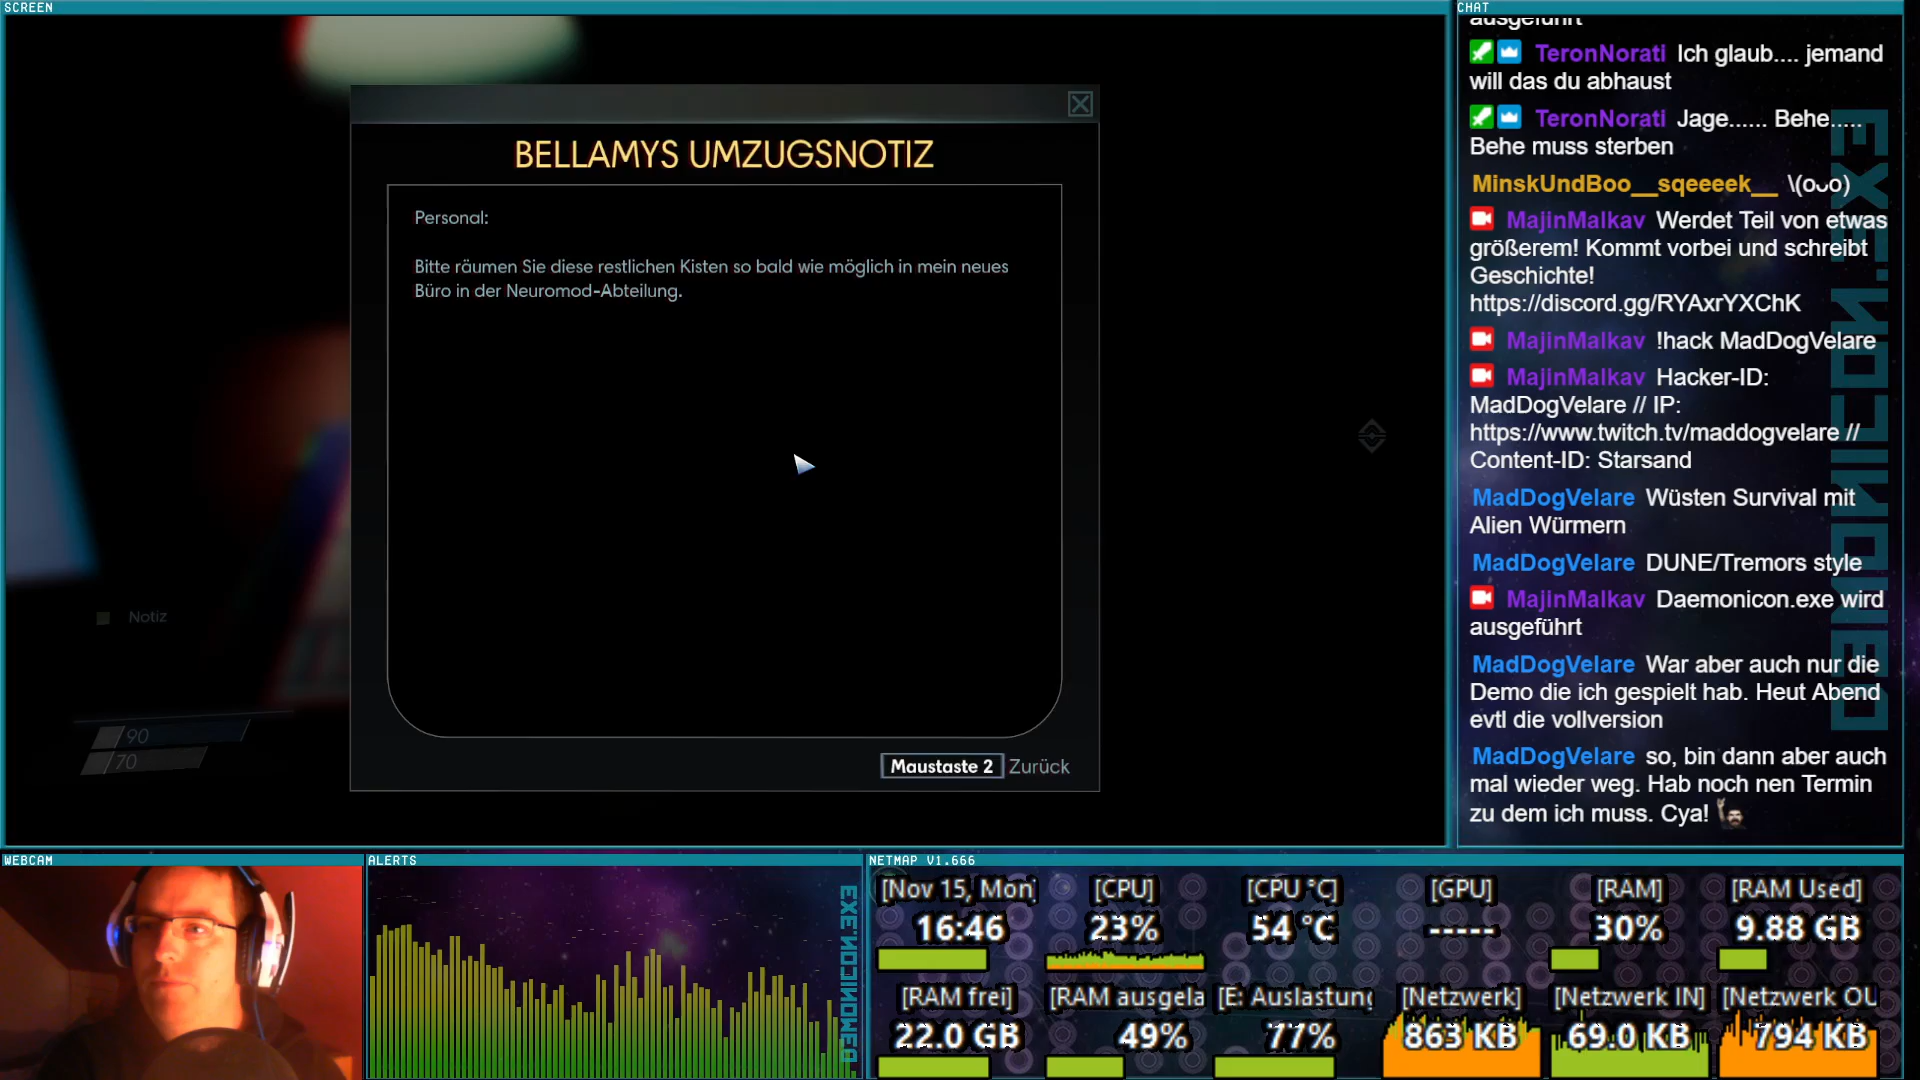 SCREEN
BELLAMYS UMZUGSNOTIZ
Personal:
Bitte räumen Sie diese restlichen Kisten so bald wie möglich in mein neues
Büro in der Neuromod-Abteilung.
Notiz
90
70
Maustaste 2 Zurück
CHAT
ausgeführt
TeronNorati Ich glaub.... jemand
will das du abhaust
TeronNorati Jage...... Behe.....
Behe muss sterben
MinskUndBoo__sqeeeek__ \(oᴗo)
MajinMalkav Werdet Teil von etwas
größerem! Kommt vorbei und schreibt
Geschichte!
https://discord.gg/RYAxrYXChK
MajinMalkav !hack MadDogVelare
MajinMalkav Hacker-ID:
MadDogVelare // IP:
https://www.twitch.tv/maddogvelare //
Content-ID: Starsand
MadDogVelare Wüsten Survival mit
Alien Würmern
MadDogVelare DUNE/Tremors style
MajinMalkav Daemonicon.exe wird
ausgeführt
MadDogVelare War aber auch nur die
Demo die ich gespielt hab. Heut Abend
evtl die vollversion
MadDogVelare so, bin dann aber auch
mal wieder weg. Hab noch nen Termin
zu dem ich muss. Cya!
WEBCAM
ALERTS
NETMAP V1.666
[Nov 15, Mon] [CPU] [CPU °C] [GPU] [RAM] [RAM Used]
16:46 23% 54 °C ----- 30% 9.88 GB
[RAM frei] [RAM ausgela [E: Auslastung [Netzwerk] [Netzwerk IN] [Netzwerk OU
22.0 GB 49% 77% 863 KB 69.0 KB 794 KB